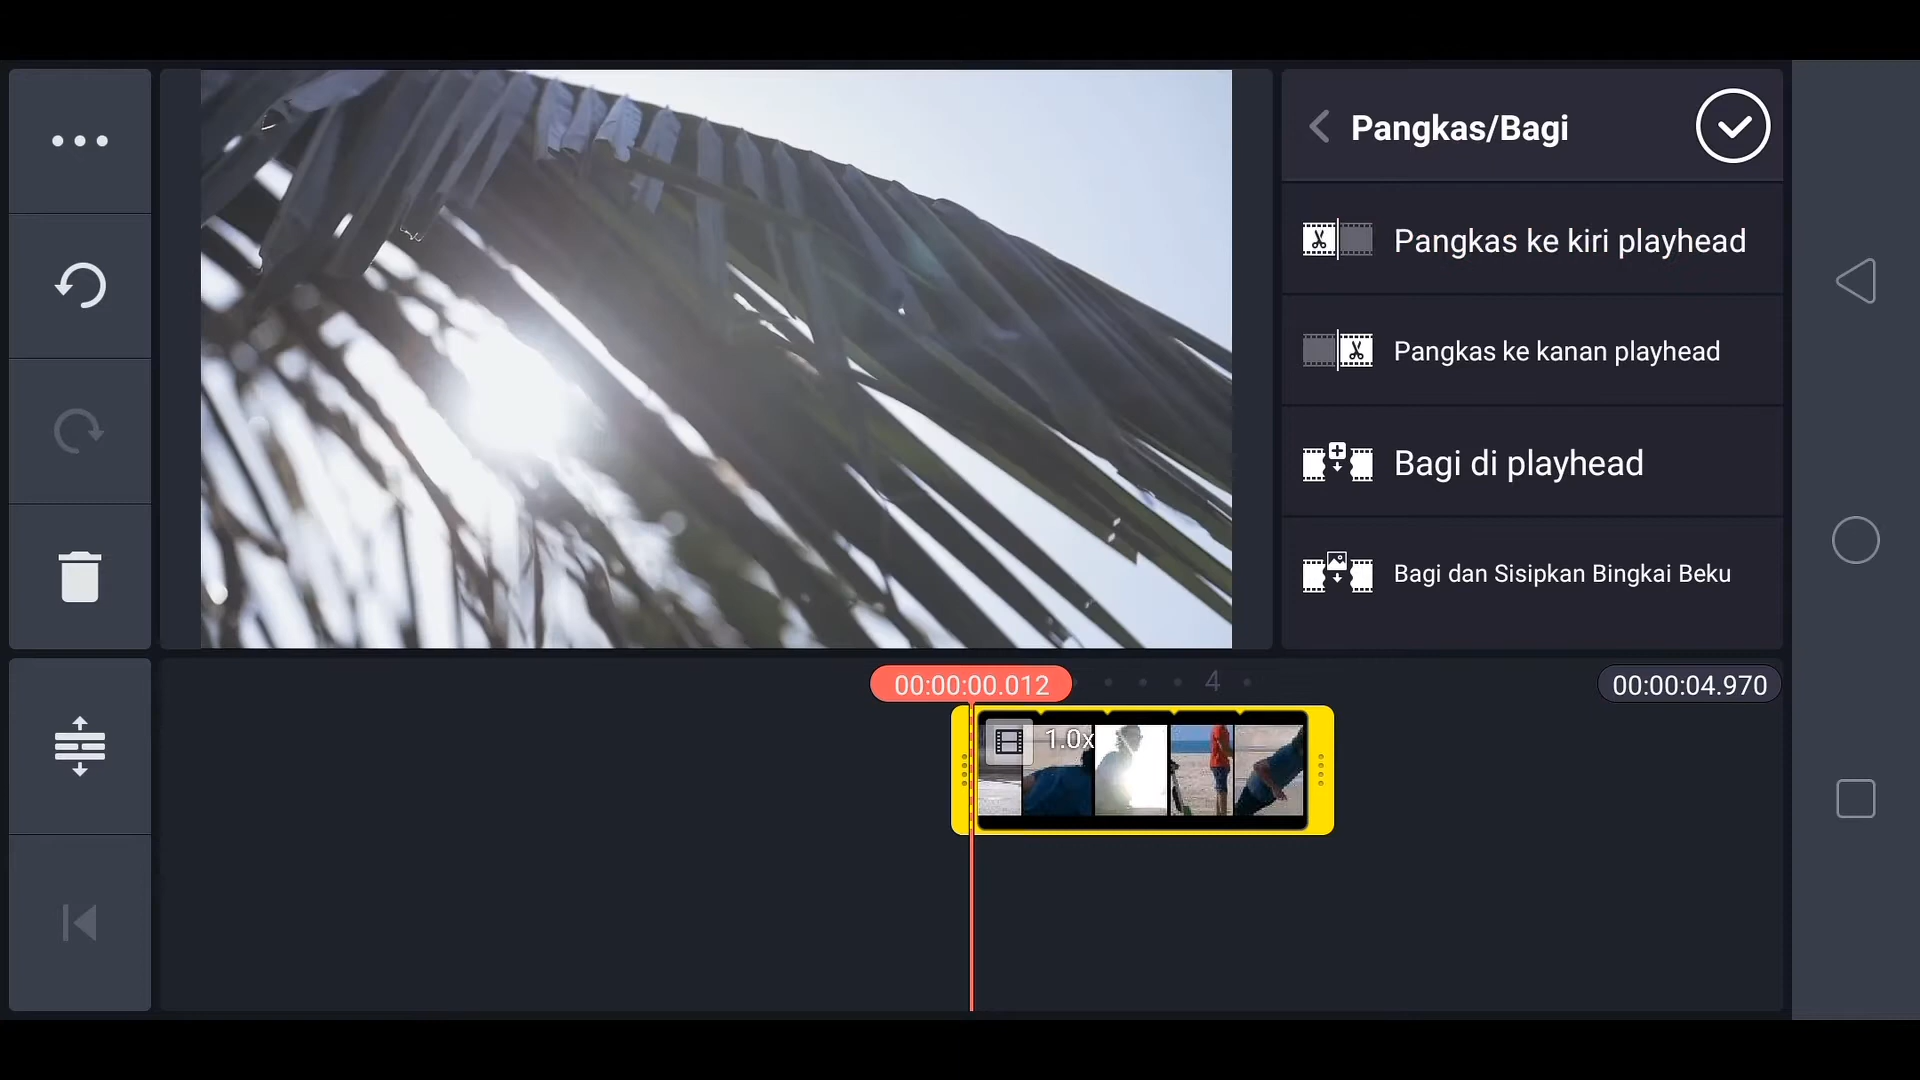 Pangkas/Bagi
Pangkas ke kiri playhead
Pangkas ke kanan playhead
Bagi di playhead
Bagi dan Sisipkan Bingkai Beku
00:00:00.012
4
00:00:04.970
1.0x